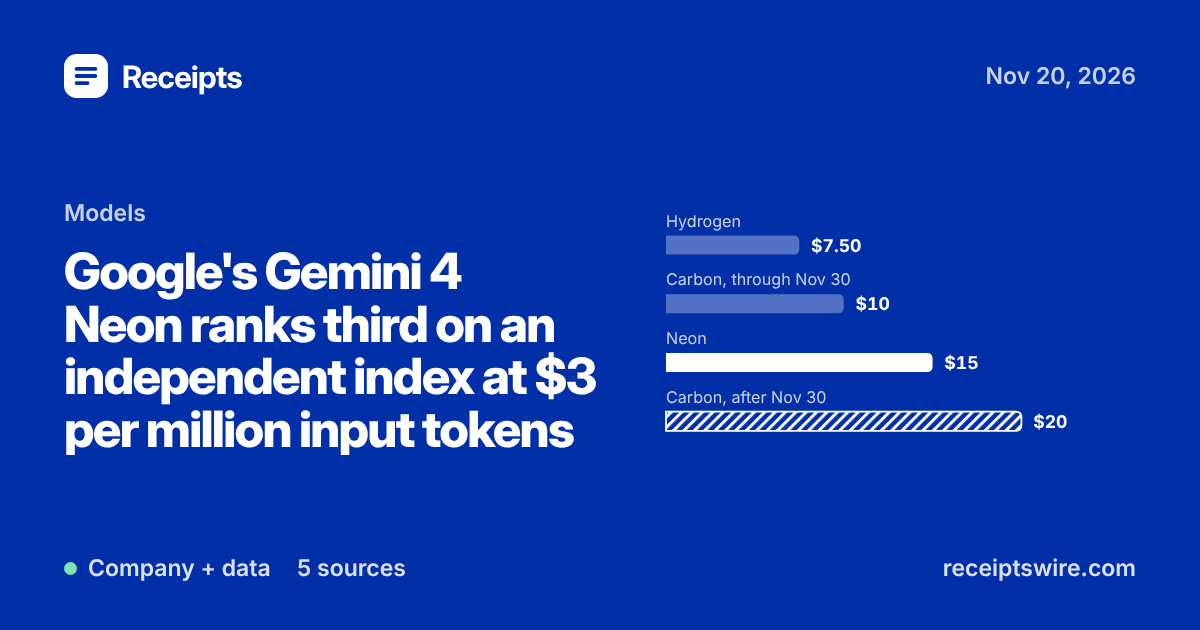 Receipts
Nov 20, 2026
Models
Google's Gemini 4
Neon ranks third on an
independent index at $3
per million input tokens
Hydrogen
$7.50
Carbon, through Nov 30
$10
Neon
$15
Carbon, after Nov 30
$20
Company + data 5 sources
receiptswire.com